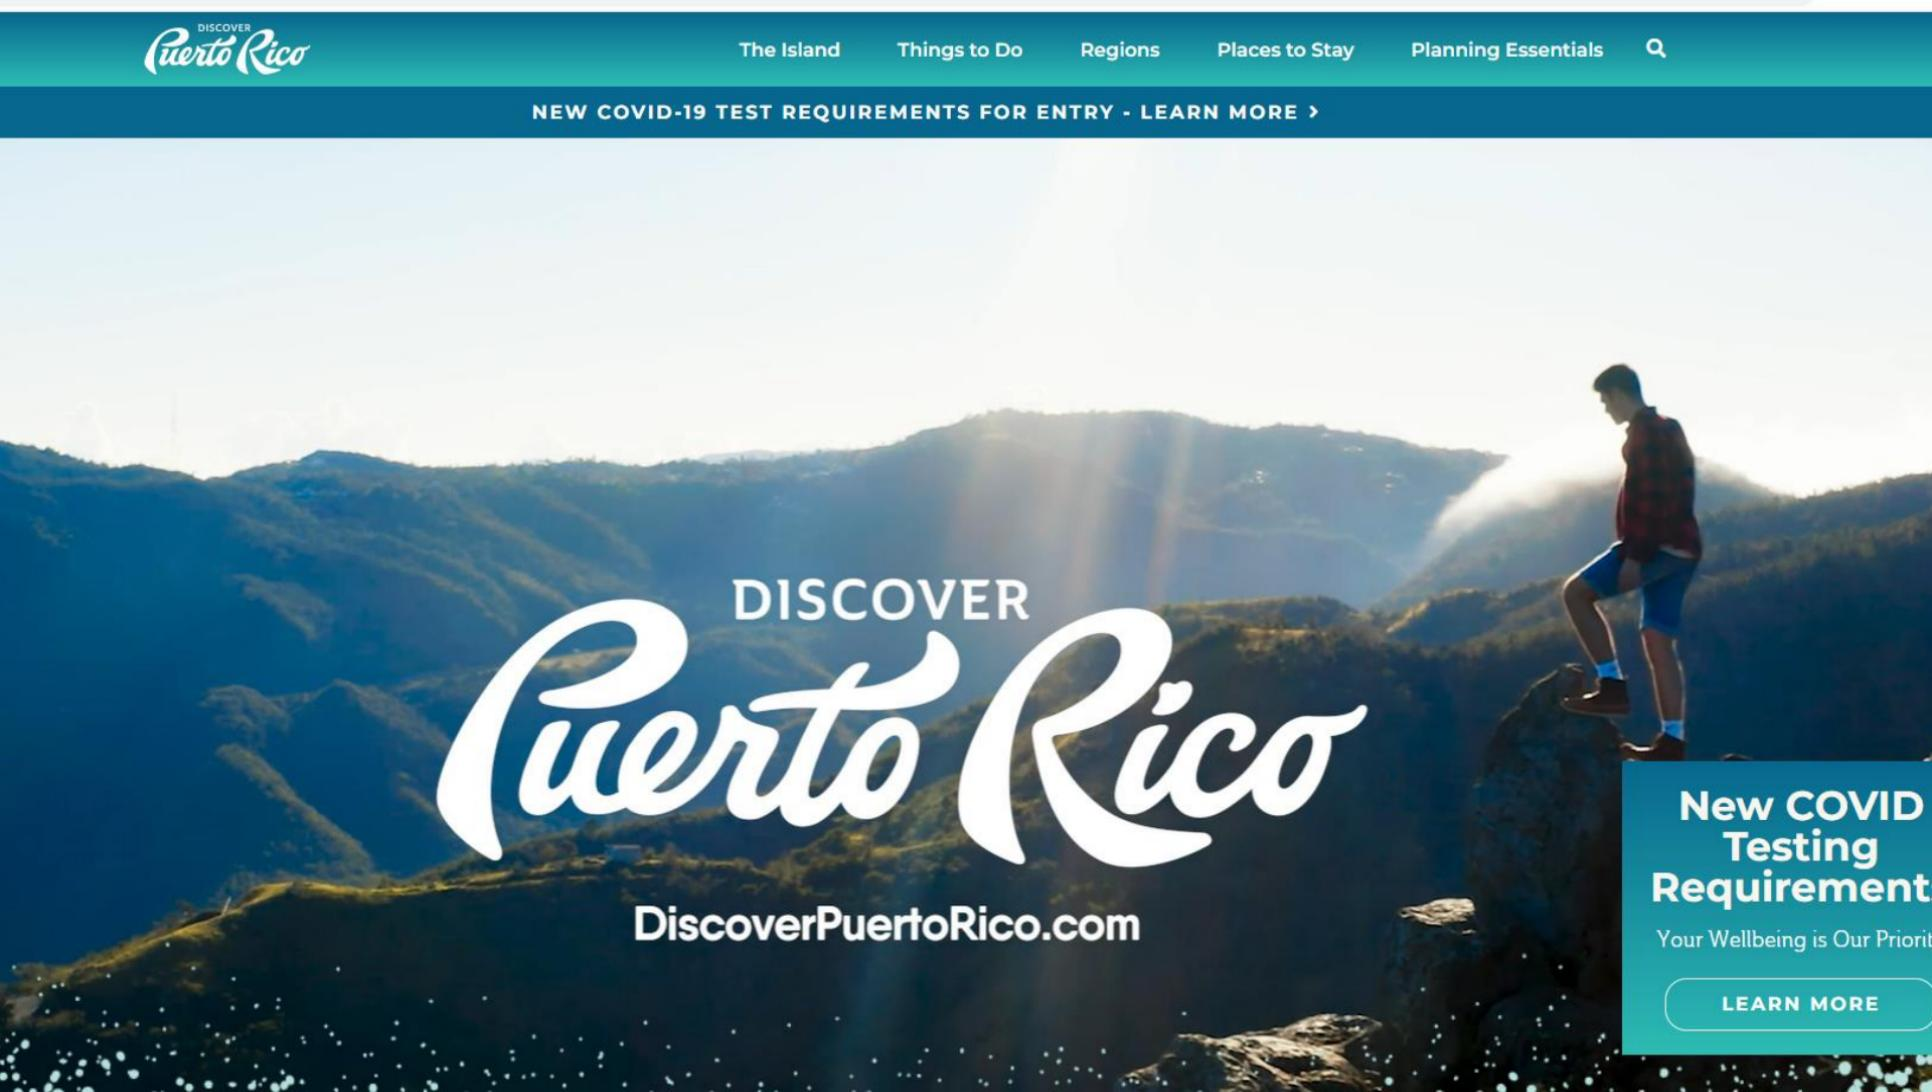 DISCOVER
Puerto Rico
The Island
Things to Do
Regions
Places to Stay
Planning Essentials
NEW COVID-19 TEST REQUIREMENTS FOR ENTRY - LEARN MORE >
DISCOVER
Puerto Rico
DiscoverPuertoRico.com
New COVID
Testing
Requirement
Your Wellbeing is Our Priorit
LEARN MORE